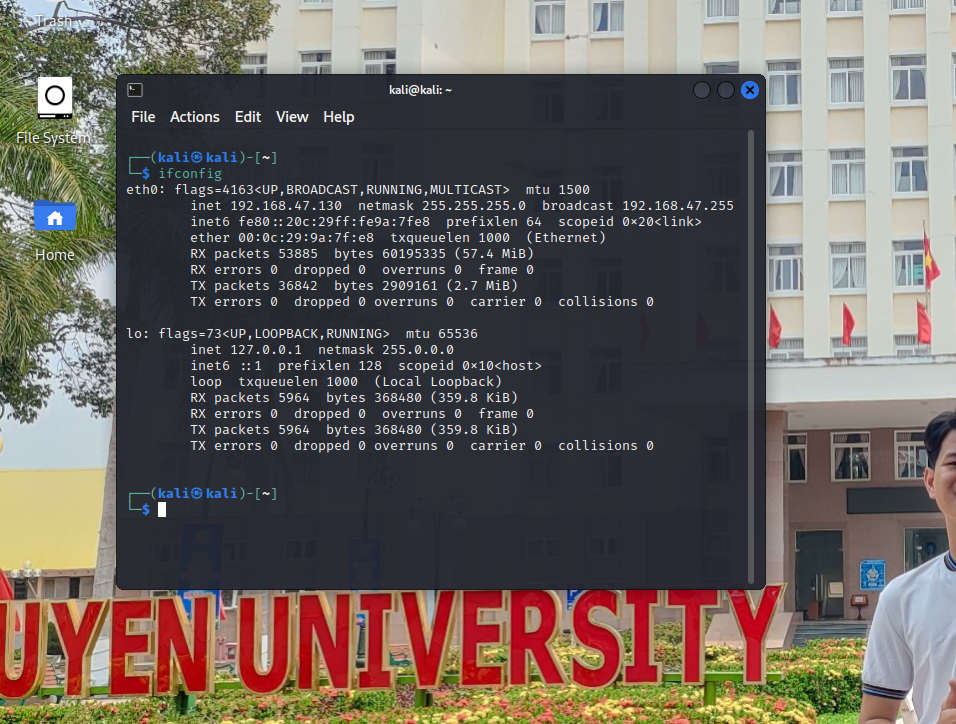 Trash
File System
Home
kali@kali: ~
File Actions Edit View Help
┌──(kali㉿kali)-[~]
└─$ ifconfig
eth0: flags=4163<UP,BROADCAST,RUNNING,MULTICAST>  mtu 1500
        inet 192.168.47.130  netmask 255.255.255.0  broadcast 192.168.47.255
        inet6 fe80::20c:29ff:fe9a:7fe8  prefixlen 64  scopeid 0x20<link>
        ether 00:0c:29:9a:7f:e8  txqueuelen 1000  (Ethernet)
        RX packets 53885  bytes 60195335 (57.4 MiB)
        RX errors 0  dropped 0  overruns 0  frame 0
        TX packets 36842  bytes 2909161 (2.7 MiB)
        TX errors 0  dropped 0 overruns 0  carrier 0  collisions 0
lo: flags=73<UP,LOOPBACK,RUNNING>  mtu 65536
        inet 127.0.0.1  netmask 255.0.0.0
        inet6 ::1  prefixlen 128  scopeid 0x10<host>
        loop  txqueuelen 1000  (Local Loopback)
        RX packets 5964  bytes 368480 (359.8 KiB)
        RX errors 0  dropped 0  overruns 0  frame 0
        TX packets 5964  bytes 368480 (359.8 KiB)
        TX errors 0  dropped 0 overruns 0  carrier 0  collisions 0
┌──(kali㉿kali)-[~]
└─$
UYEN UNIVERSITY